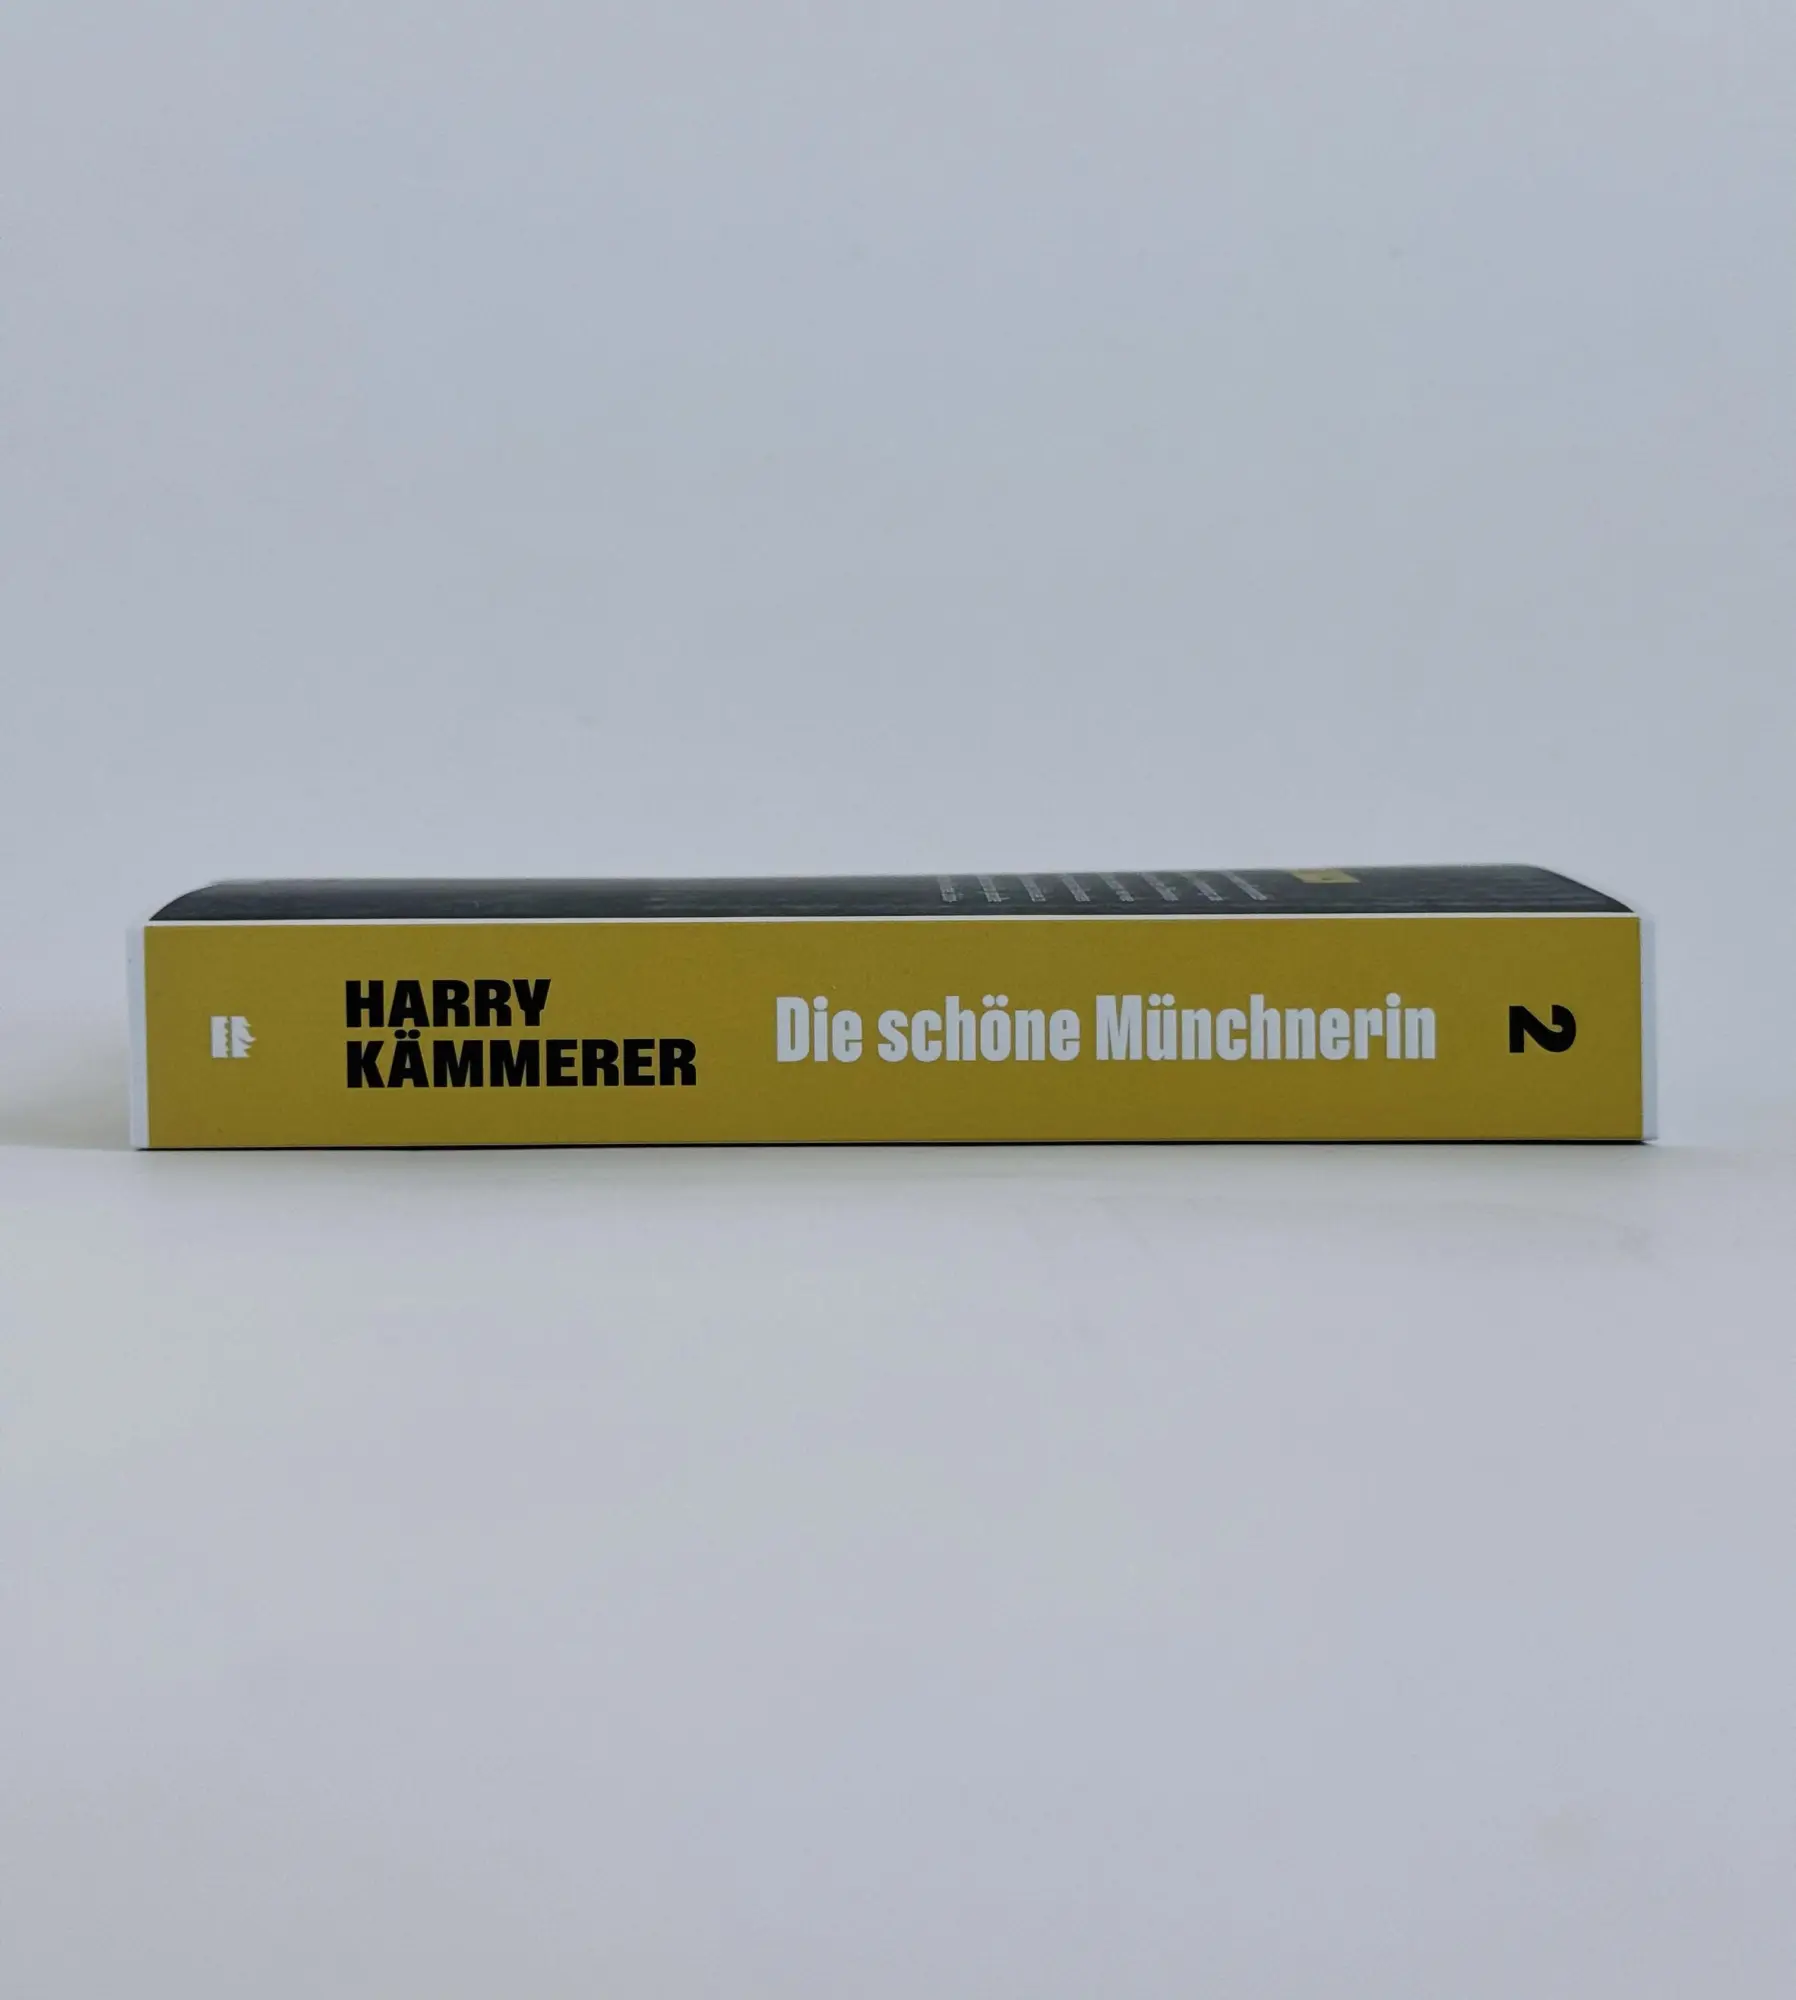 HARRY
KÄMMERER
Die schöne Münchnerin
2